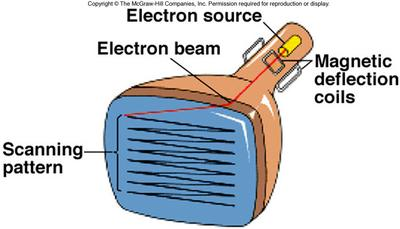 Copyright © The McGraw-Hill Companies, Inc. Permission required for reproduction or display.
Electron source
Electron beam
Magnetic
deflection
coils
Scanning
pattern